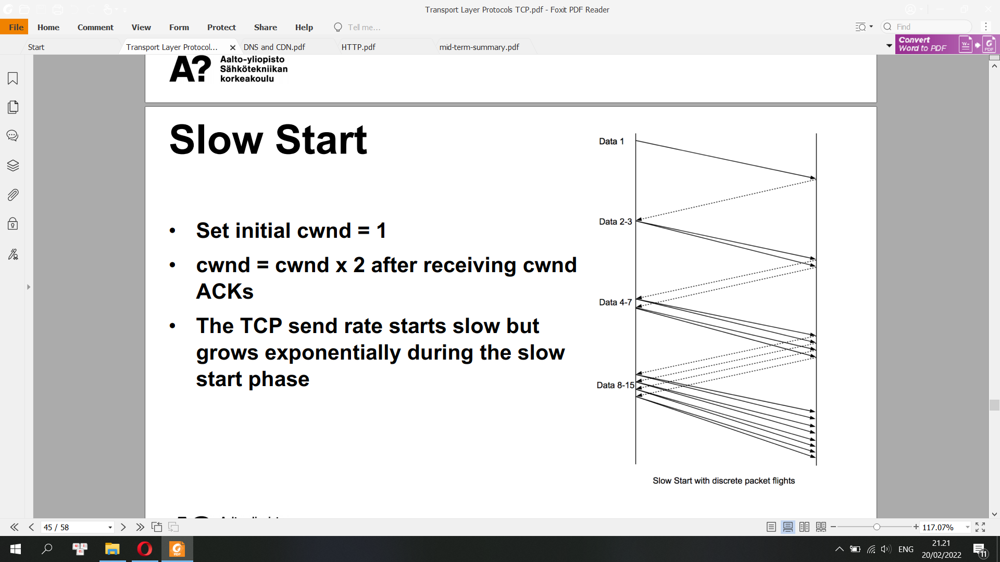 Transport Layer Protocols TCP.pdf - Foxit PDF Reader
File Home Comment View Form Protect Share Help Tell me... Find
Start Transport Layer Protocol... DNS and CDN.pdf HTTP.pdf mid-term-summary.pdf
Convert
Word to PDF
A? Aalto-yliopisto
Sähkötekniikan
korkeakoulu
Slow Start
• Set initial cwnd = 1
• cwnd = cwnd x 2 after receiving cwnd
ACKs
• The TCP send rate starts slow but
grows exponentially during the slow
start phase
Data 1
Data 2-3
Data 4-7
Data 8-15
Slow Start with discrete packet flights
45 / 58
117.07%
ENG
21.21
20/02/2022
11